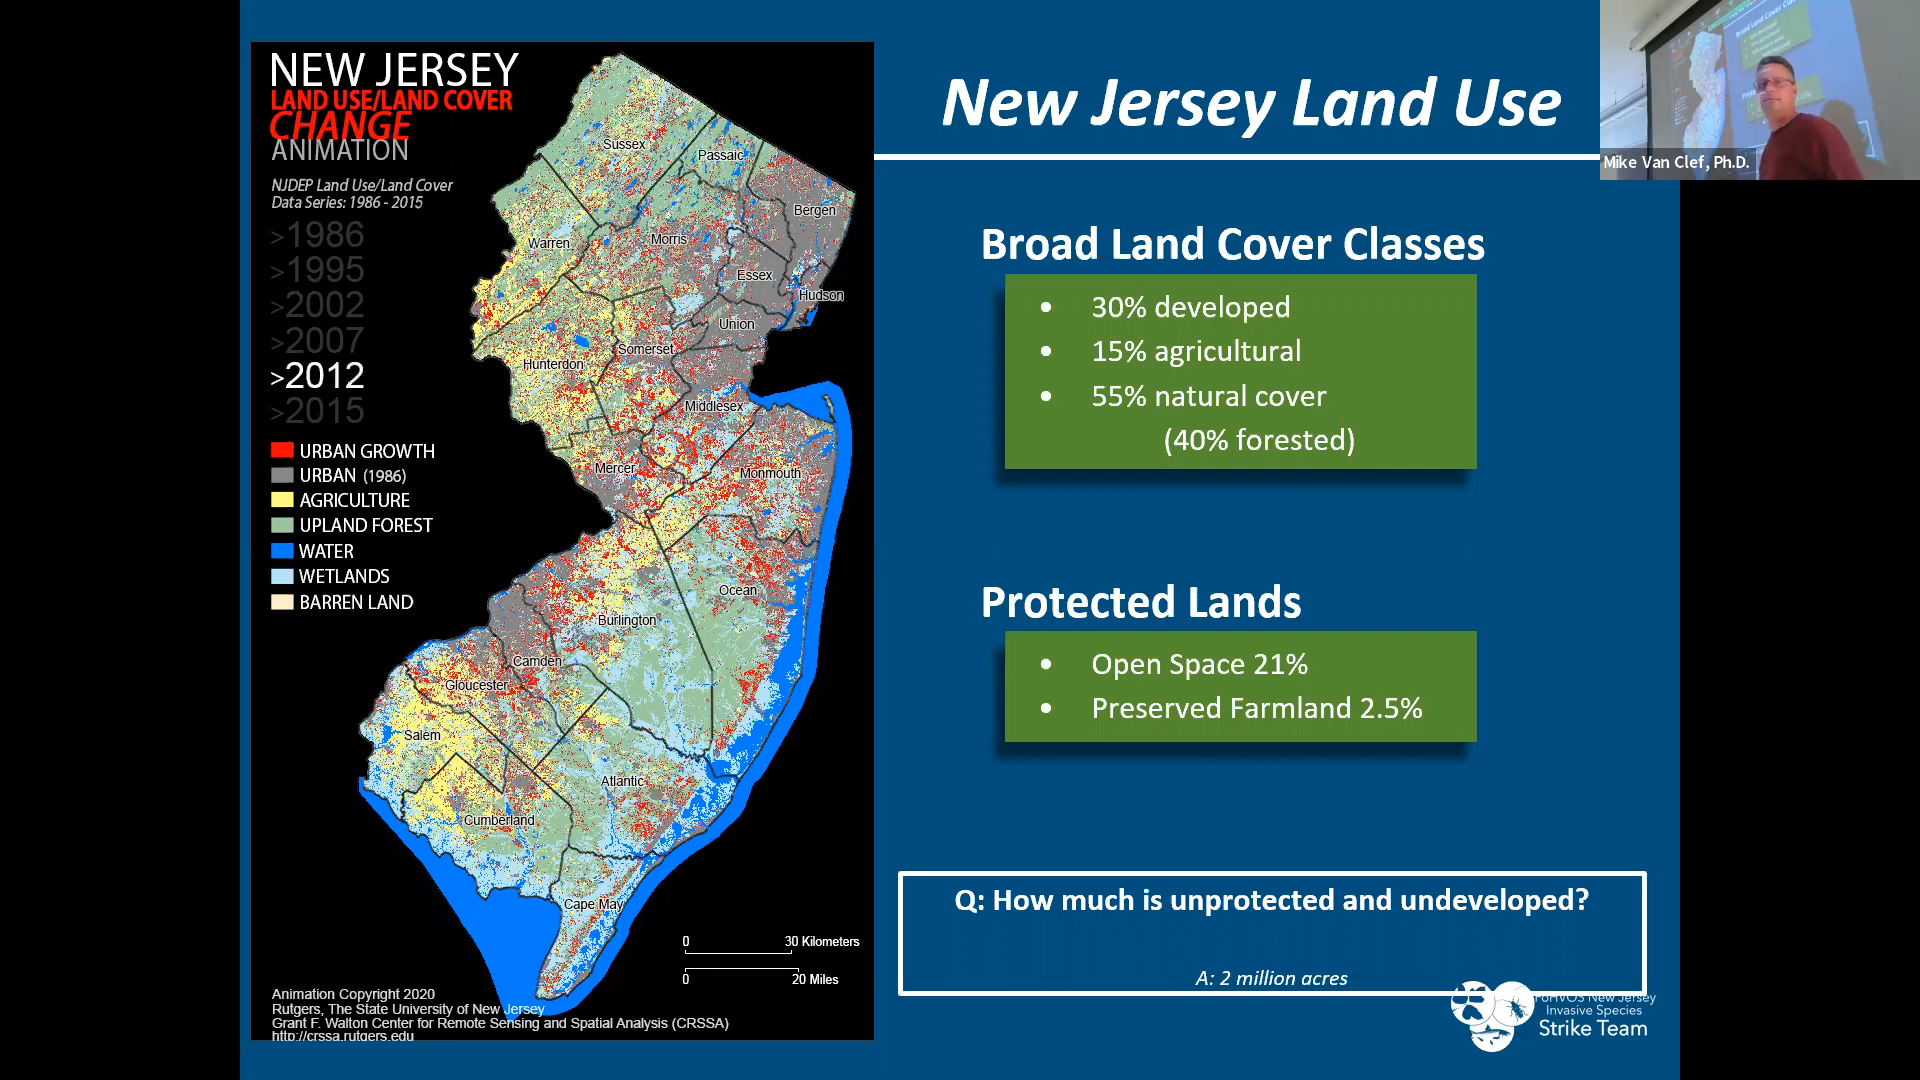 NEW JERSEY
LAND USE/LAND COVER
CHANGE
ANIMATION
NJDEP Land Use/Land Cover
Data Series: 1986 - 2015
>1986
>1995
>2002
>2007
>2012
>2015
URBAN GROWTH
URBAN (1986)
AGRICULTURE
UPLAND FOREST
WATER
WETLANDS
BARREN LAND
Sussex
Passaic
Bergen
Warren
Morris
Essex
Hudson
Union
Somerset
Hunterdon
Middlesex
Mercer
Monmouth
Ocean
Burlington
Camden
Gloucester
Salem
Atlantic
Cumberland
Cape May
0 30 Kilometers
0 20 Miles
Animation Copyright 2020
Rutgers, The State University of New Jersey
Grant F. Walton Center for Remote Sensing and Spatial Analysis (CRSSA)
http://crssa.rutgers.edu
New Jersey Land Use
Broad Land Cover Classes
• 30% developed
• 15% agricultural
• 55% natural cover
(40% forested)
Protected Lands
• Open Space 21%
• Preserved Farmland 2.5%
Q: How much is unprotected and undeveloped?
A: 2 million acres
FoHVOS New Jersey
Invasive Species
Strike Team
Mike Van Clef, Ph.D.